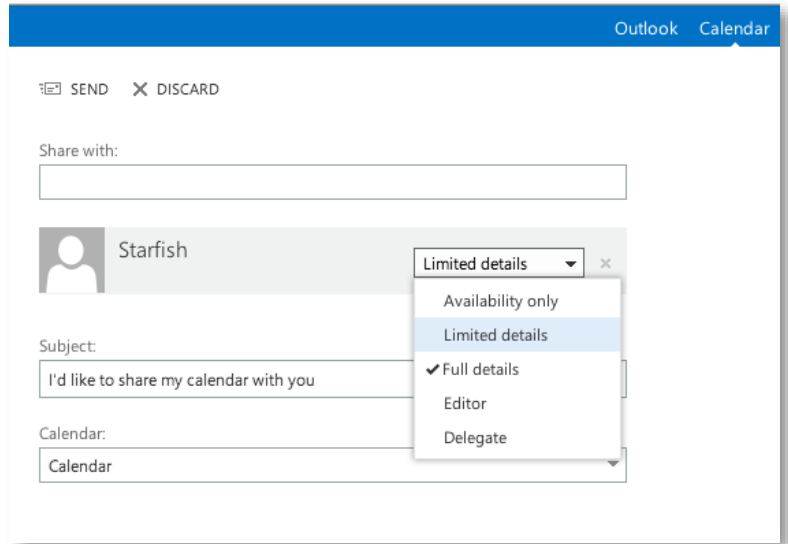 Outlook Calendar
SEND DISCARD
Share with:
Starfish
Limited details
Availability only
Limited details
Full details
Editor
Delegate
Subject:
I'd like to share my calendar with you
Calendar:
Calendar